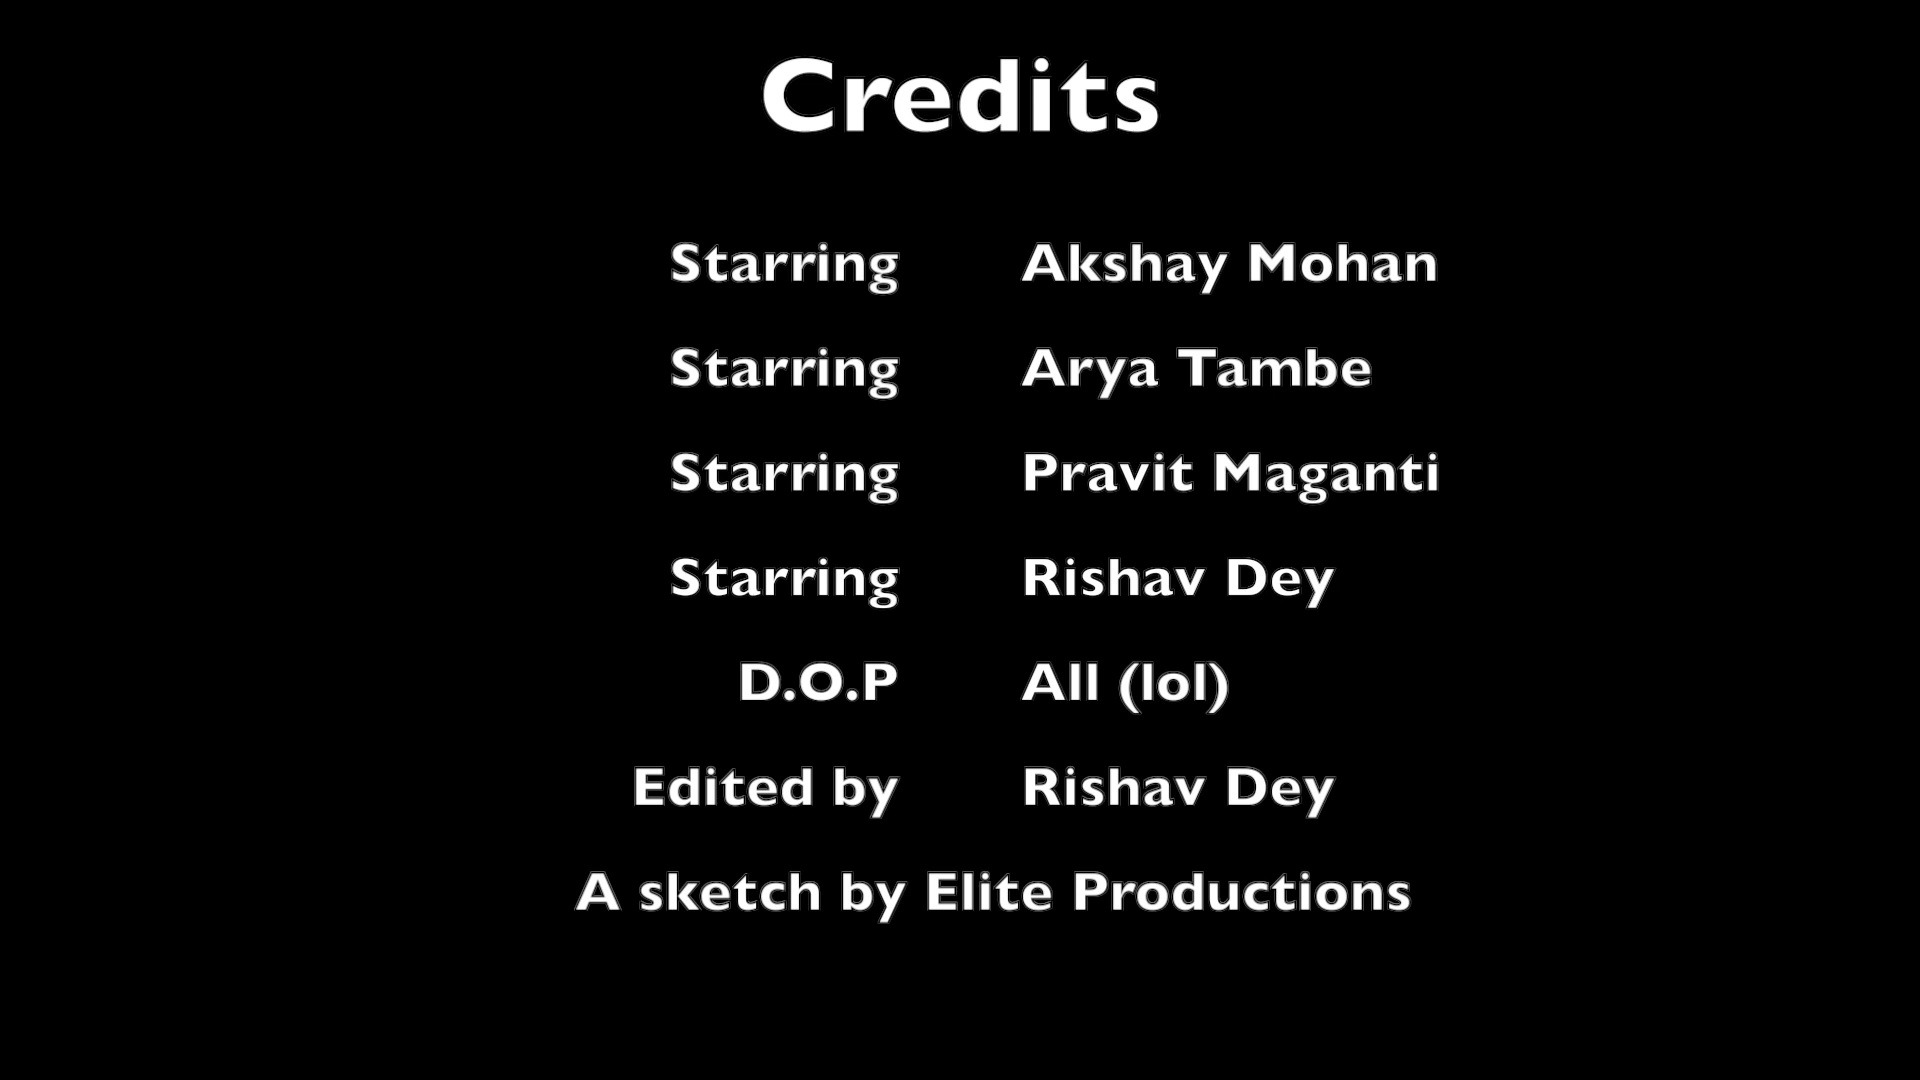 Credits
Starring Akshay Mohan
Starring Arya Tambe
Starring Pravit Maganti
Starring Rishav Dey
D.O.P All (lol)
Edited by Rishav Dey
A sketch by Elite Productions